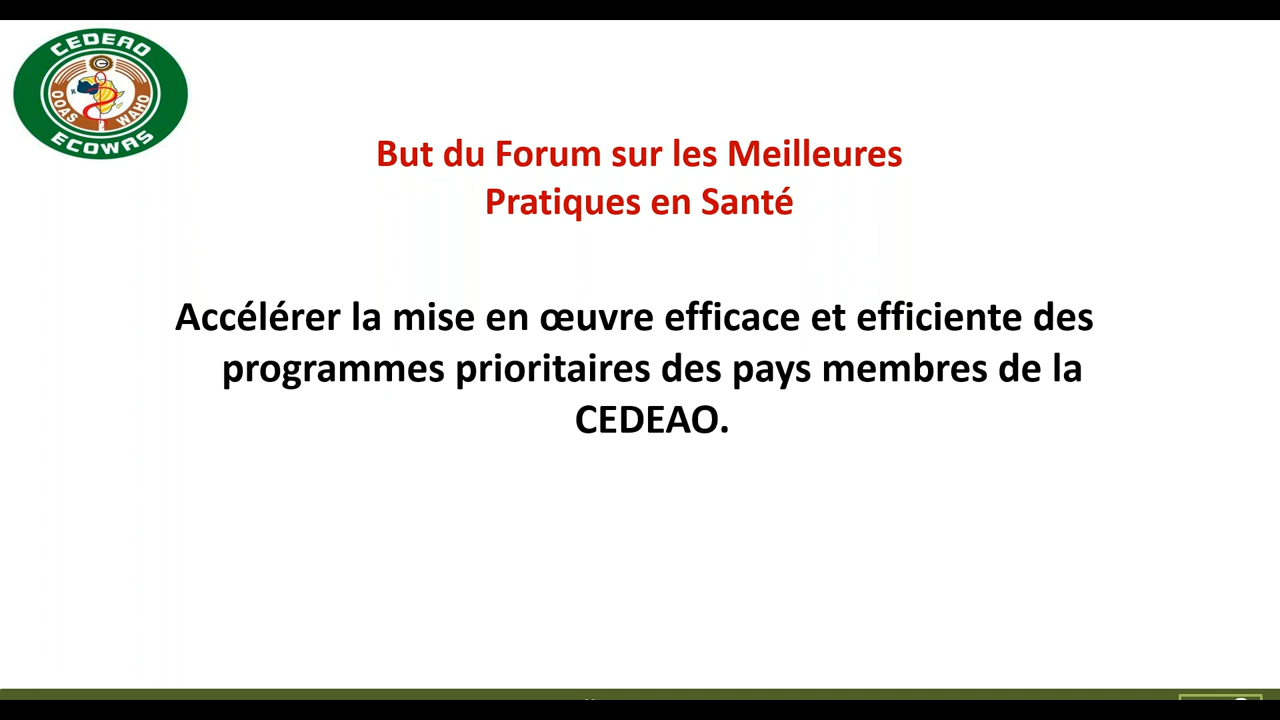 CEDEAO
OOAS WAHO
ECOWAS
But du Forum sur les Meilleures
Pratiques en Santé
Accélérer la mise en œuvre efficace et efficiente des
programmes prioritaires des pays membres de la
CEDEAO.